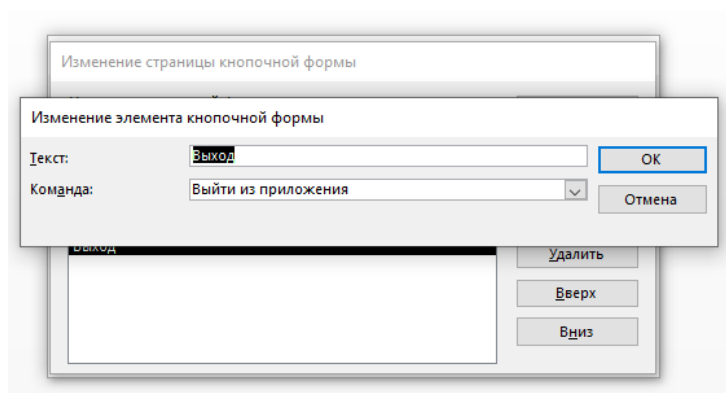 Изменение страницы кнопочной формы
Изменение элемента кнопочной формы
Текст:
Выход
OK
Команда:
Выйти из приложения
Отмена
Выход
Удалить
Вверх
Вниз